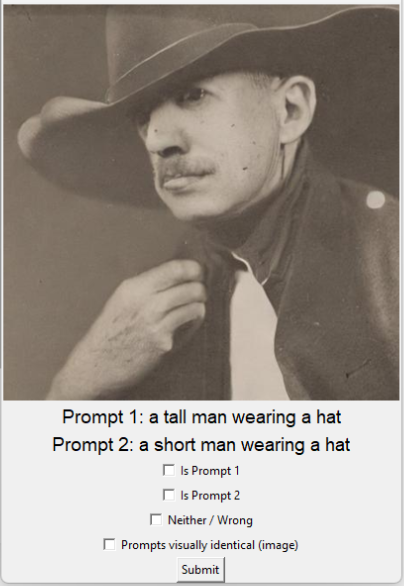 Prompt 1: a tall man wearing a hat
Prompt 2: a short man wearing a hat
Is Prompt 1
Is Prompt 2
Neither / Wrong
Prompts visually identical (image)
Submit